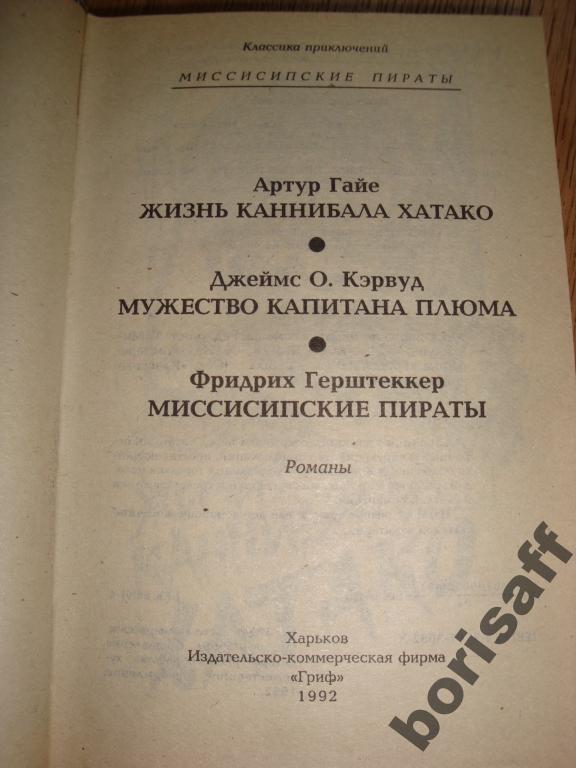 Классика приключений
МИССИСИПСКИЕ ПИРАТЫ
Артур Гайе
ЖИЗНЬ КАННИБАЛА ХАТАКО
Джеймс О. Кэрвуд
МУЖЕСТВО КАПИТАНА ПЛЮМА
Фридрих Герштеккер
МИССИСИПСКИЕ ПИРАТЫ
Романы
Харьков
Издательско-коммерческая фирма
«Гриф»
1992
borisaff